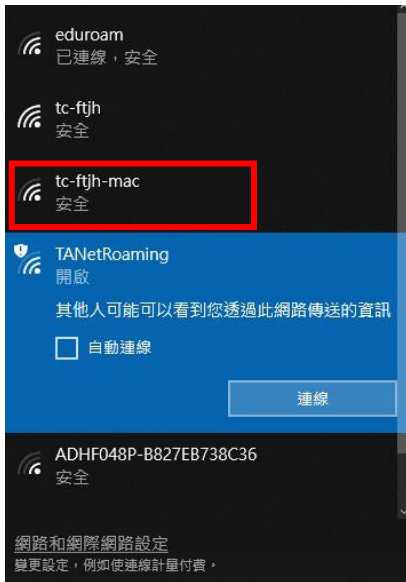 eduroam
已連線，安全
tc-ftjh
安全
tc-ftjh-mac
安全
TANetRoaming
開啟
其他人可能可以看到您透過此網路傳送的資訊
自動連線
連線
ADHF048P-B827EB738C36
安全
網路和網際網路設定
變更設定，例如使連線計量付費。